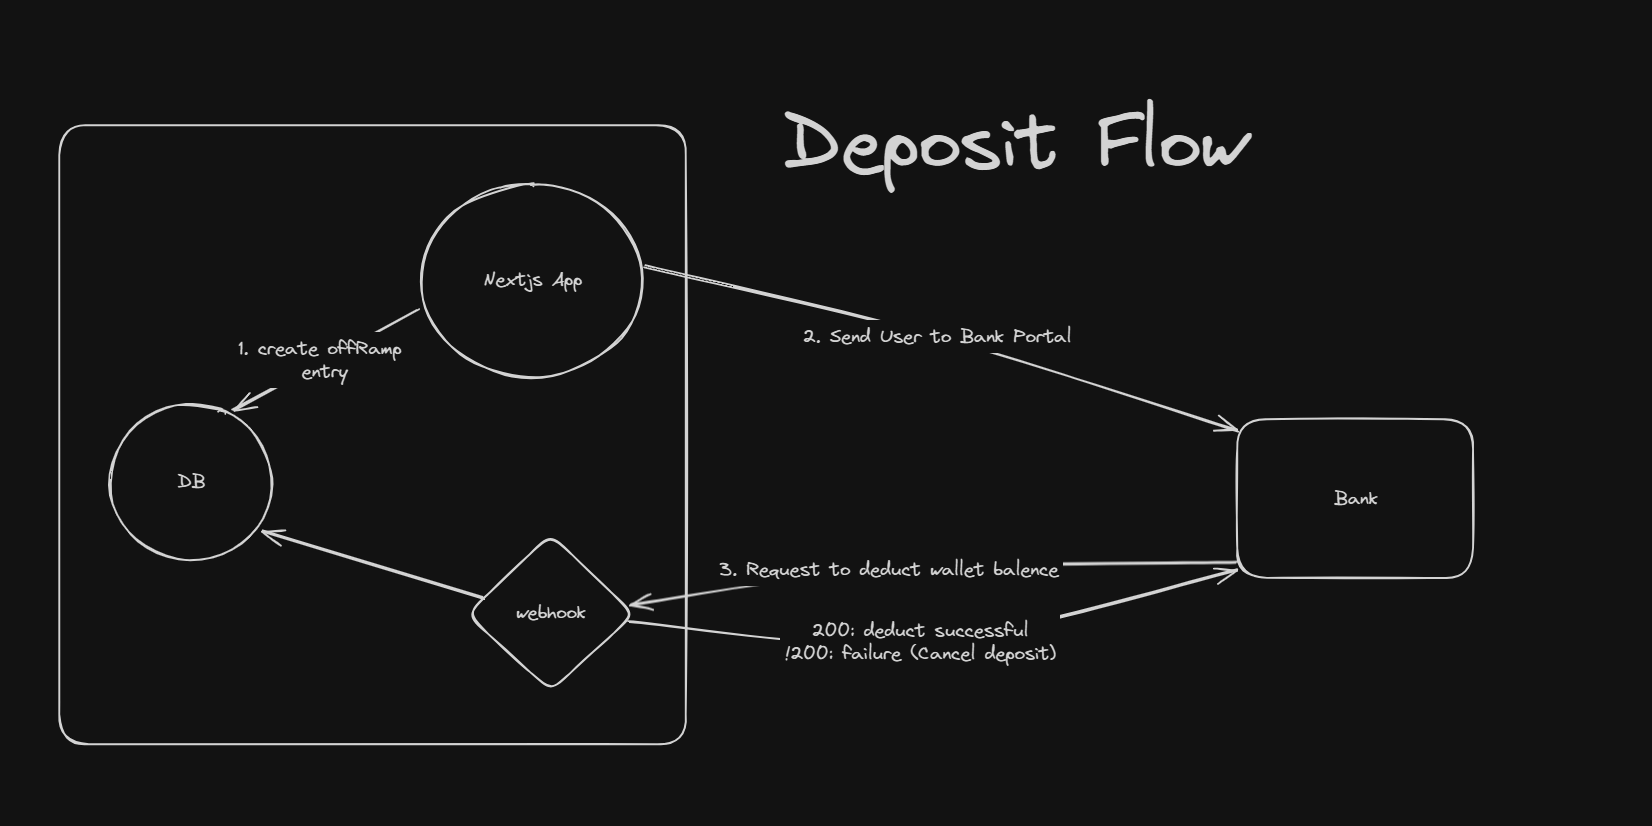 Deposit Flow
Nextjs App
1. create offRamp
entry
2. Send User to Bank Portal
DB
Bank
3. Request to deduct wallet balence
webhook
200: deduct successful
!200: failure (Cancel deposit)